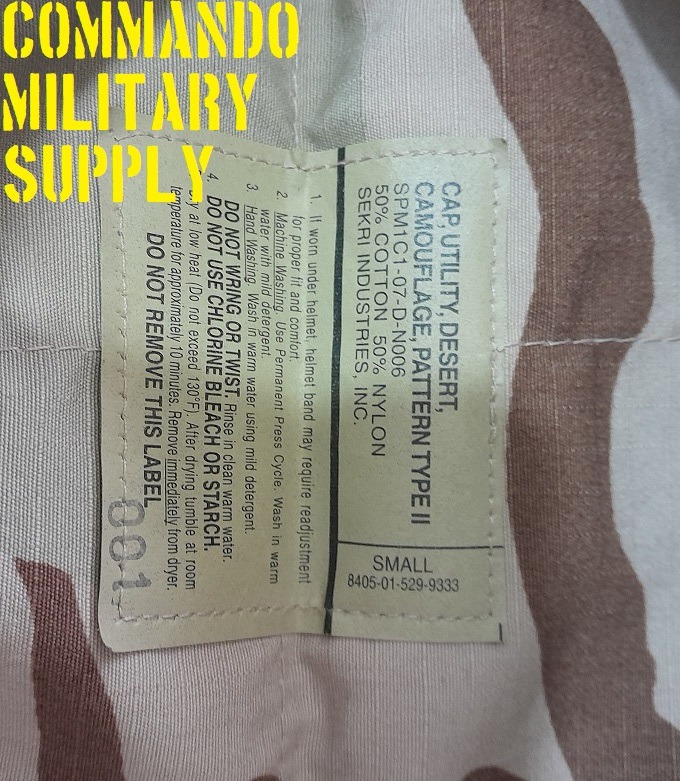 COMMANDO
MILITARY
SUPPLY
CAP, UTILITY, DESERT,
CAMOUFLAGE, PATTERN TYPE II
SPM1C1-07-D-N006
50% COTTON 50% NYLON
SEKRI INDUSTRIES, INC.
SMALL
8405-01-529-9333
1. If worn under helmet, helmet band may require readjustment
for proper fit and comfort.
2. Machine Washing. Use Permanent Press Cycle. Wash in warm
water with mild detergent.
3. Hand Washing. Wash in warm water using mild detergent.
DO NOT WRING OR TWIST. Rinse in clean warm water.
DO NOT USE CHLORINE BLEACH OR STARCH.
4. at low heat (Do not exceed 130°F). After drying tumble at room
temperature for approximately 10 minutes. Remove immediately from dryer.
DO NOT REMOVE THIS LABEL
001